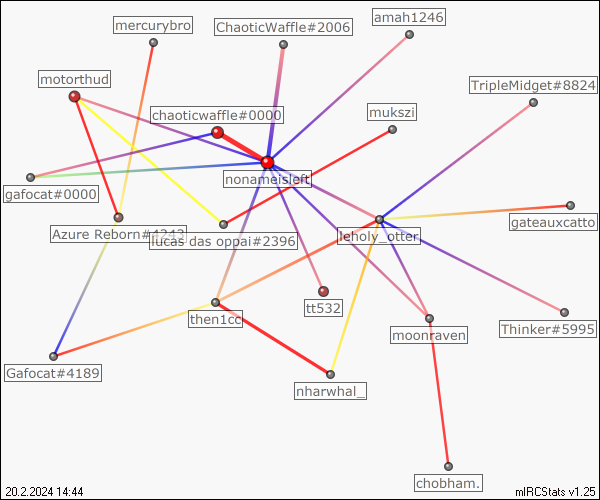 amah1246
mercurybro
ChaoticWaffle#2006
motorthud
TripleMidget#8824
chaoticwaffle#0000
mukszi
nonameisleft
gafocat#0000
gateauxcatto
Azure Reborn#4243
lucas das oppai#2396
leholy_otter
tt532
then1cc
moonraven
Thinker#5995
Gafocat#4189
nharwhal_
chobham.
20.2.2024 14:44
mIRCStats v1.25